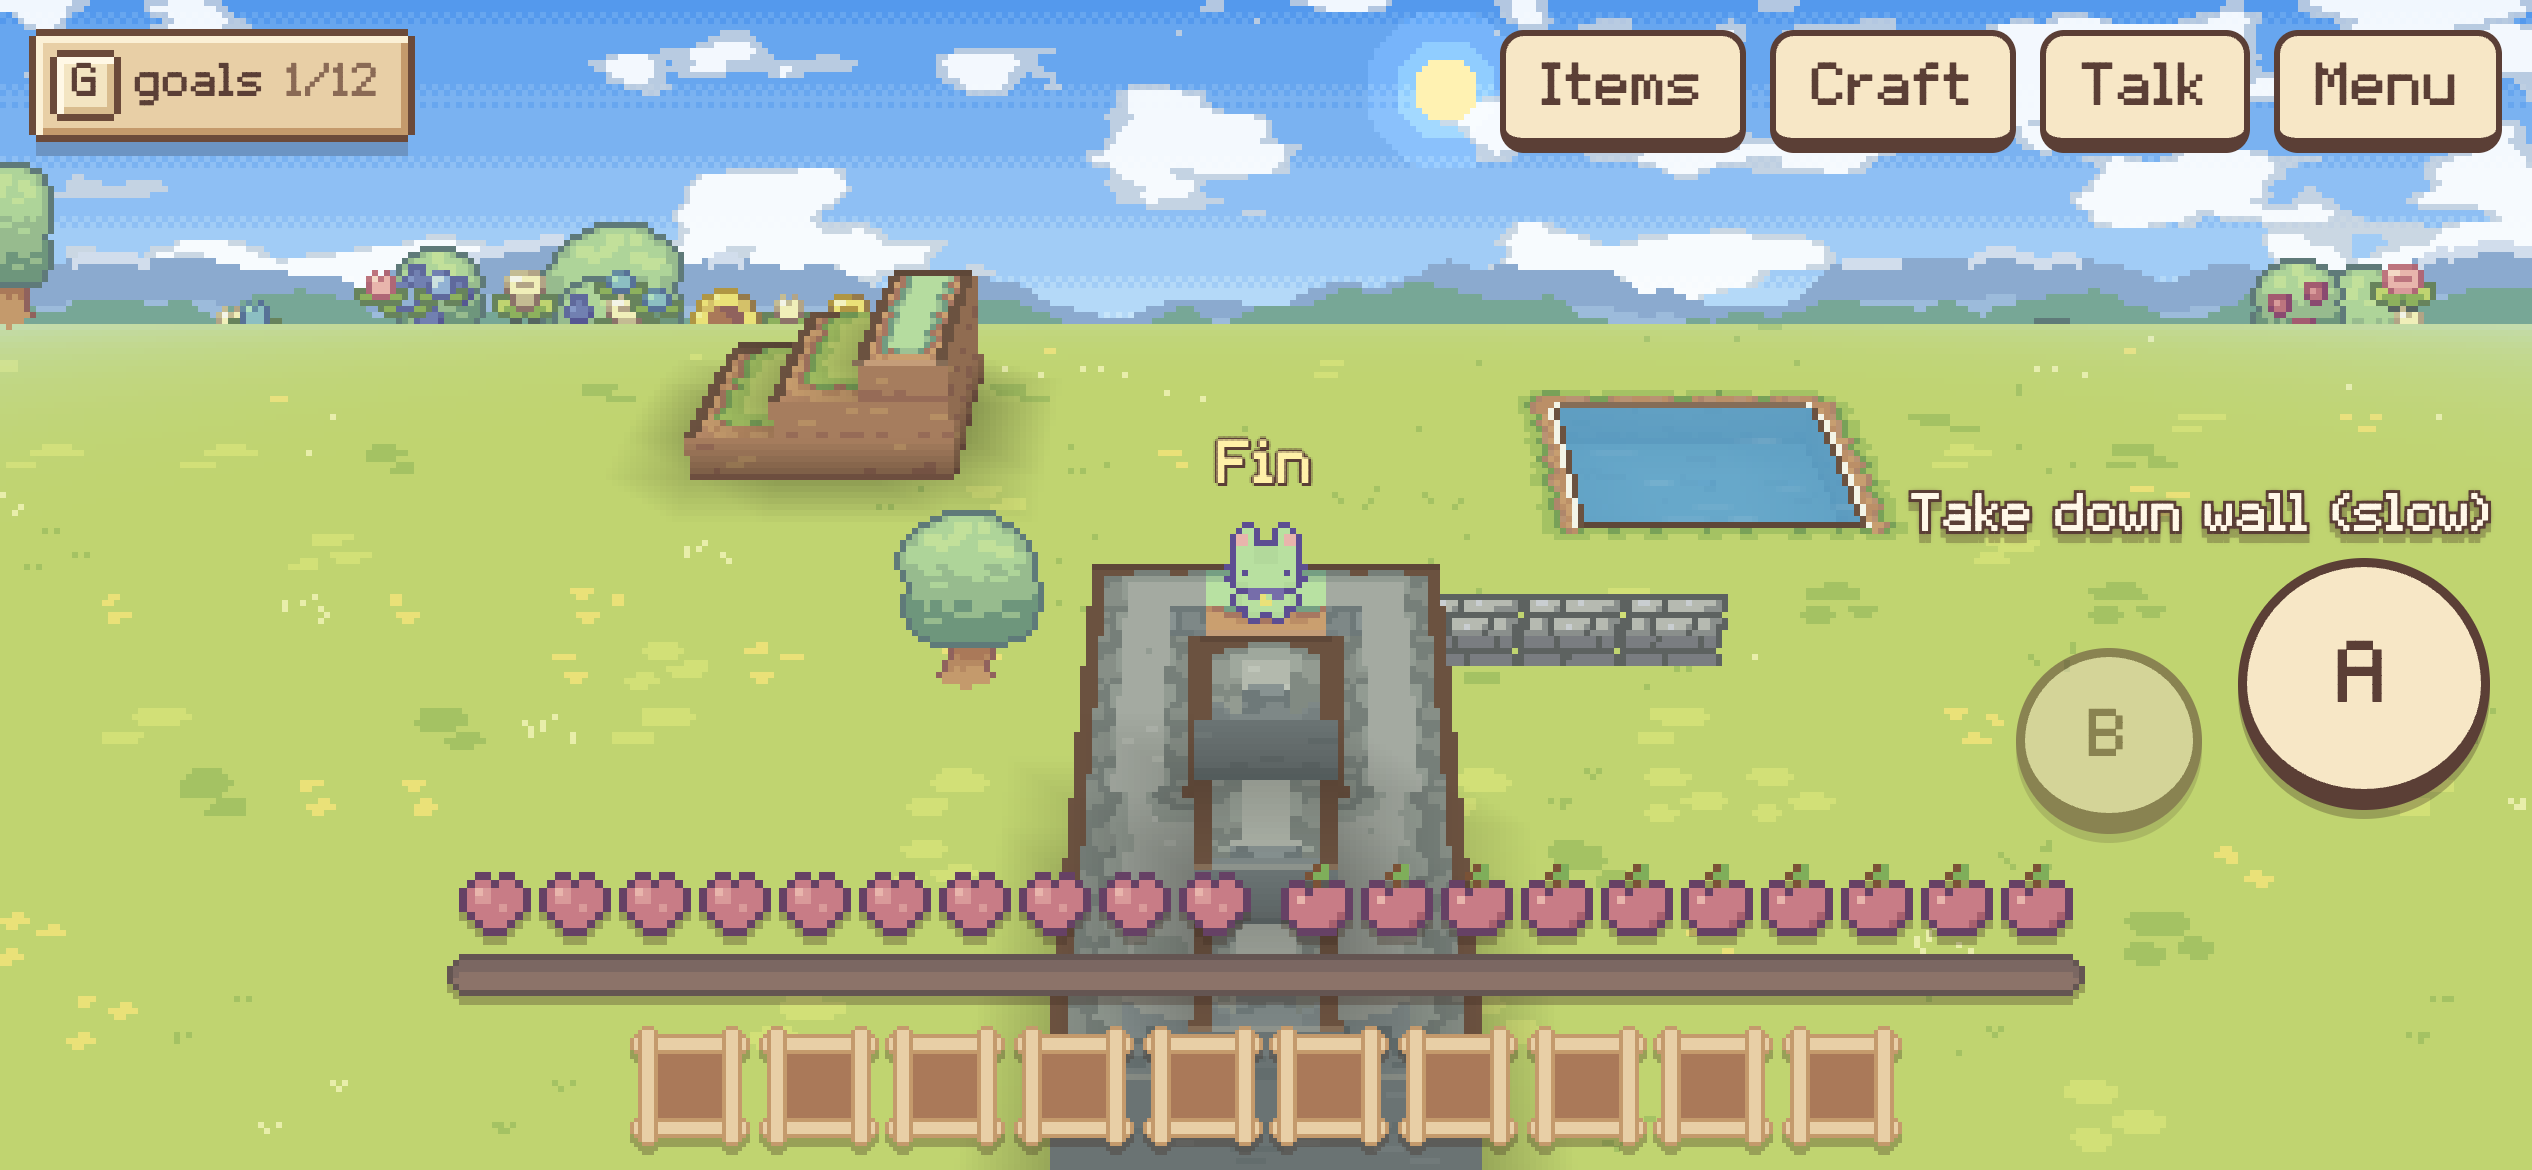 G goals 1/12
Items
Craft
Talk
Menu
Fin
Take down wall (slow)
A
B